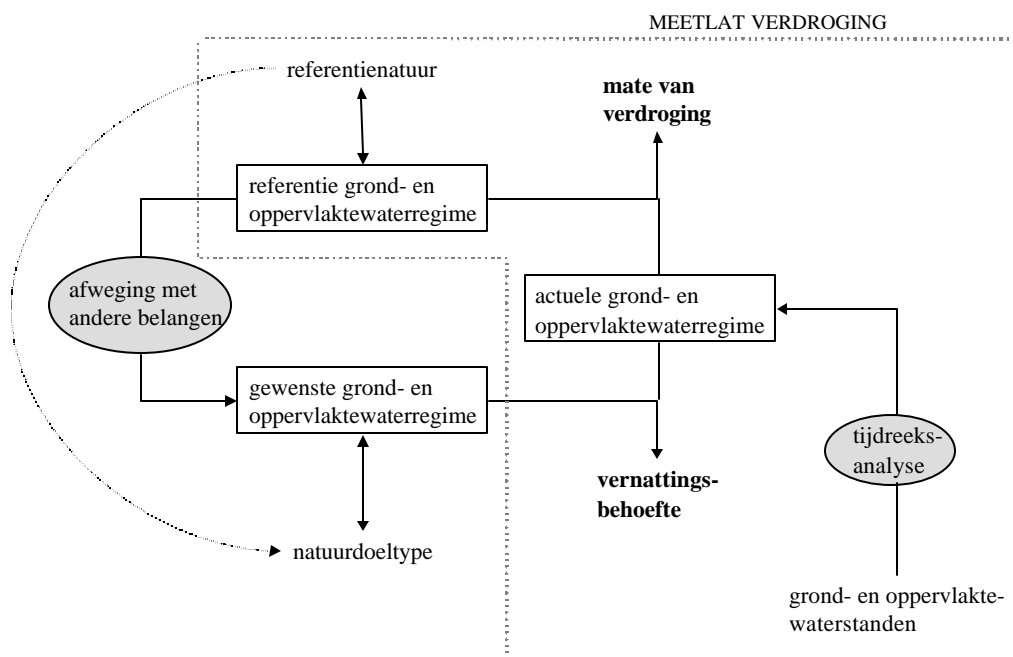 MEETLAT VERDROGING
referentienatuur
mate van
verdroging
referentie grond- en
oppervlaktewaterregime
afweging met
andere belangen
actuele grond- en
oppervlaktewaterregime
gewenste grond- en
oppervlaktewaterregime
tijdreeks-
analyse
vernattings-
behoefte
natuurdoeltype
grond- en oppervlakte-
waterstanden